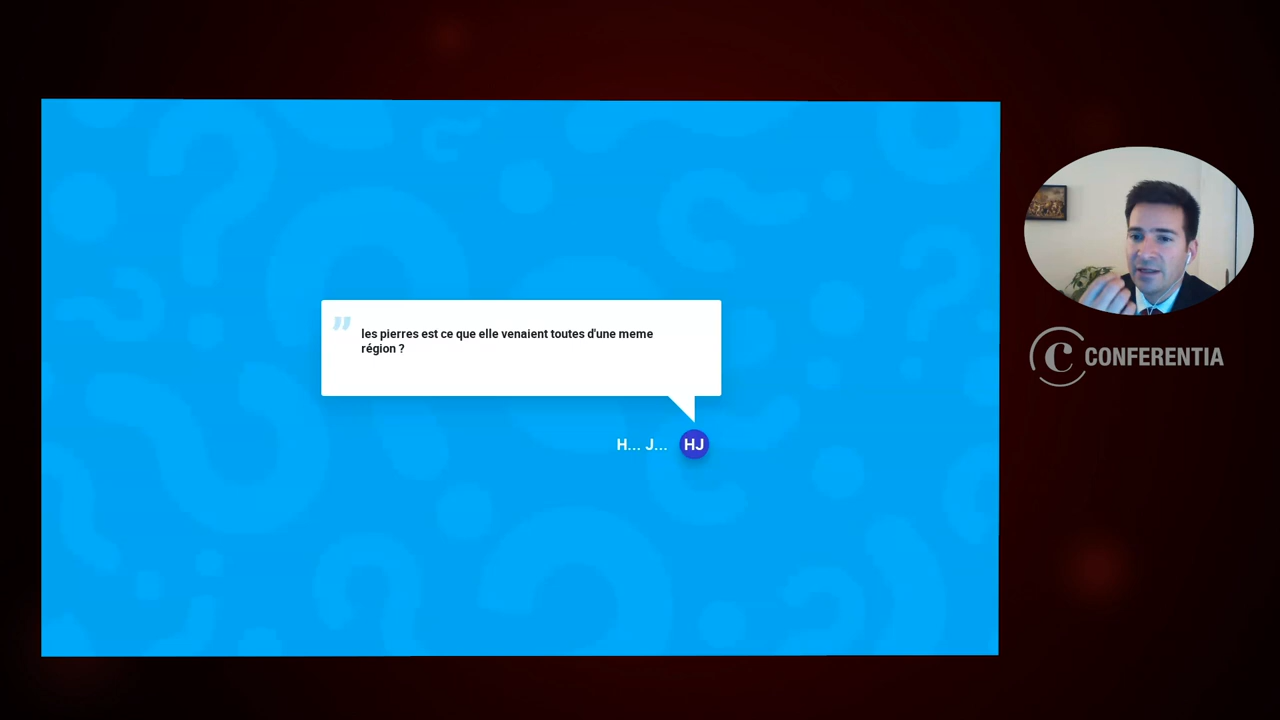 les pierres est ce que elle venaient toutes d'une meme
région ?
H... J... HJ
C CONFERENTIA